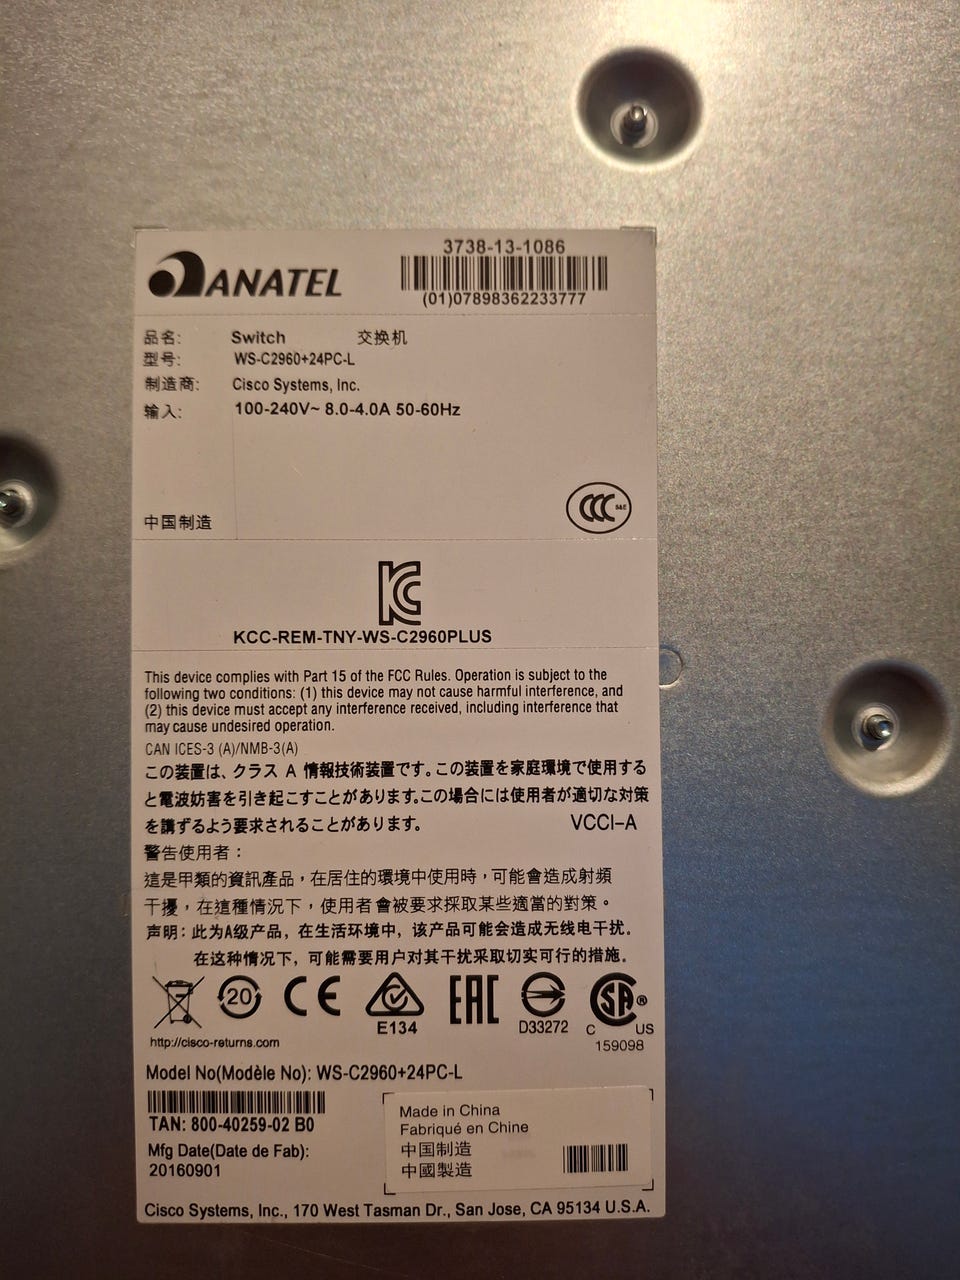 ANATEL
3738-13-1086
(01)07898362233777
品名: Switch 交换机
型号: WS-C2960+24PC-L
制造商: Cisco Systems, Inc.
输入: 100-240V~ 8.0-4.0A 50-60Hz
中国制造
CCC S&E
KC
KCC-REM-TNY-WS-C2960PLUS
This device complies with Part 15 of the FCC Rules. Operation is subject to the
following two conditions: (1) this device may not cause harmful interference, and
(2) this device must accept any interference received, including interference that
may cause undesired operation.
CAN ICES-3 (A)/NMB-3(A)
この装置は、クラス A 情報技術装置です。この装置を家庭環境で使用する
と電波妨害を引き起こすことがあります。この場合には使用者が適切な対策
を講ずるよう要求されることがあります。 VCCI-A
警告使用者：
這是甲類的資訊產品，在居住的環境中使用時，可能會造成射頻
干擾，在這種情況下，使用者會被要求採取某些適當的對策。
声明：此为A级产品，在生活环境中，该产品可能会造成无线电干扰。
在这种情况下，可能需要用户对其干扰采取切实可行的措施。
20 CE EAC SA ®
E134 D33272 C US
http://cisco-returns.com 159098
Model No(Modèle No): WS-C2960+24PC-L
TAN: 800-40259-02 B0
Mfg Date(Date de Fab):
20160901
Made in China
Fabriqué en Chine
中国制造
中國製造
Cisco Systems, Inc., 170 West Tasman Dr., San Jose, CA 95134 U.S.A.